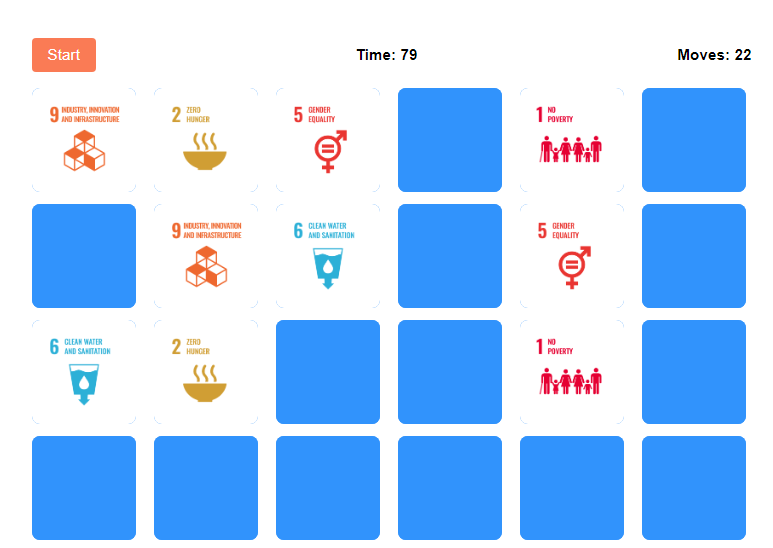 Start
Time: 79
Moves: 22
9 INDUSTRY, INNOVATION
AND INFRASTRUCTURE
2 ZERO
HUNGER
5 GENDER
EQUALITY
1 NO
POVERTY
9 INDUSTRY, INNOVATION
AND INFRASTRUCTURE
6 CLEAN WATER
AND SANITATION
5 GENDER
EQUALITY
6 CLEAN WATER
AND SANITATION
2 ZERO
HUNGER
1 NO
POVERTY